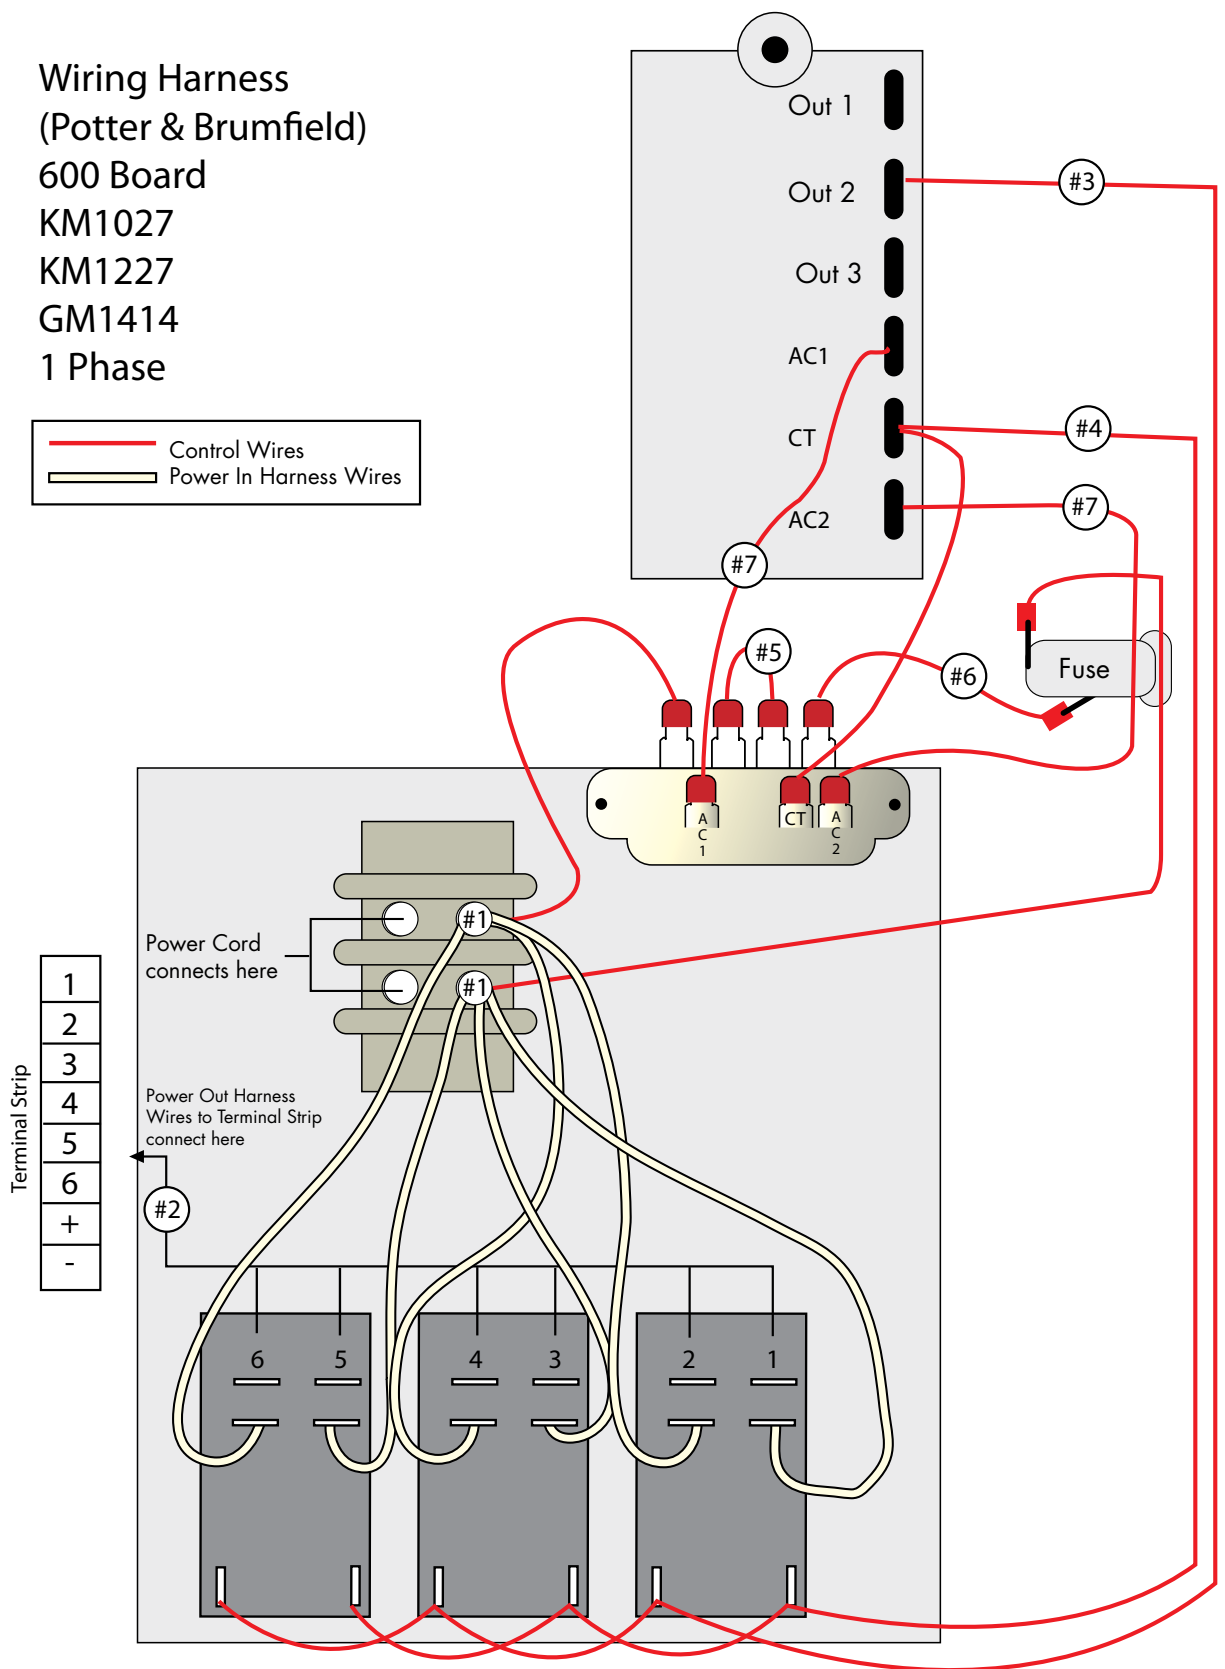 Wiring Harness
(Potter & Brumfield)
600 Board
KM1027
KM1227
GM1414
1 Phase
Control Wires
Power In Harness Wires
Out 1
Out 2
Out 3
AC1
CT
AC2
#3
#4
#7
#7
#5
#6
Fuse
AC1
CT
AC2
#1
#1
Power Cord
connects here
Terminal Strip
1
2
3
4
5
6
+
-
Power Out Harness
Wires to Terminal Strip
connect here
#2
6
5
4
3
2
1